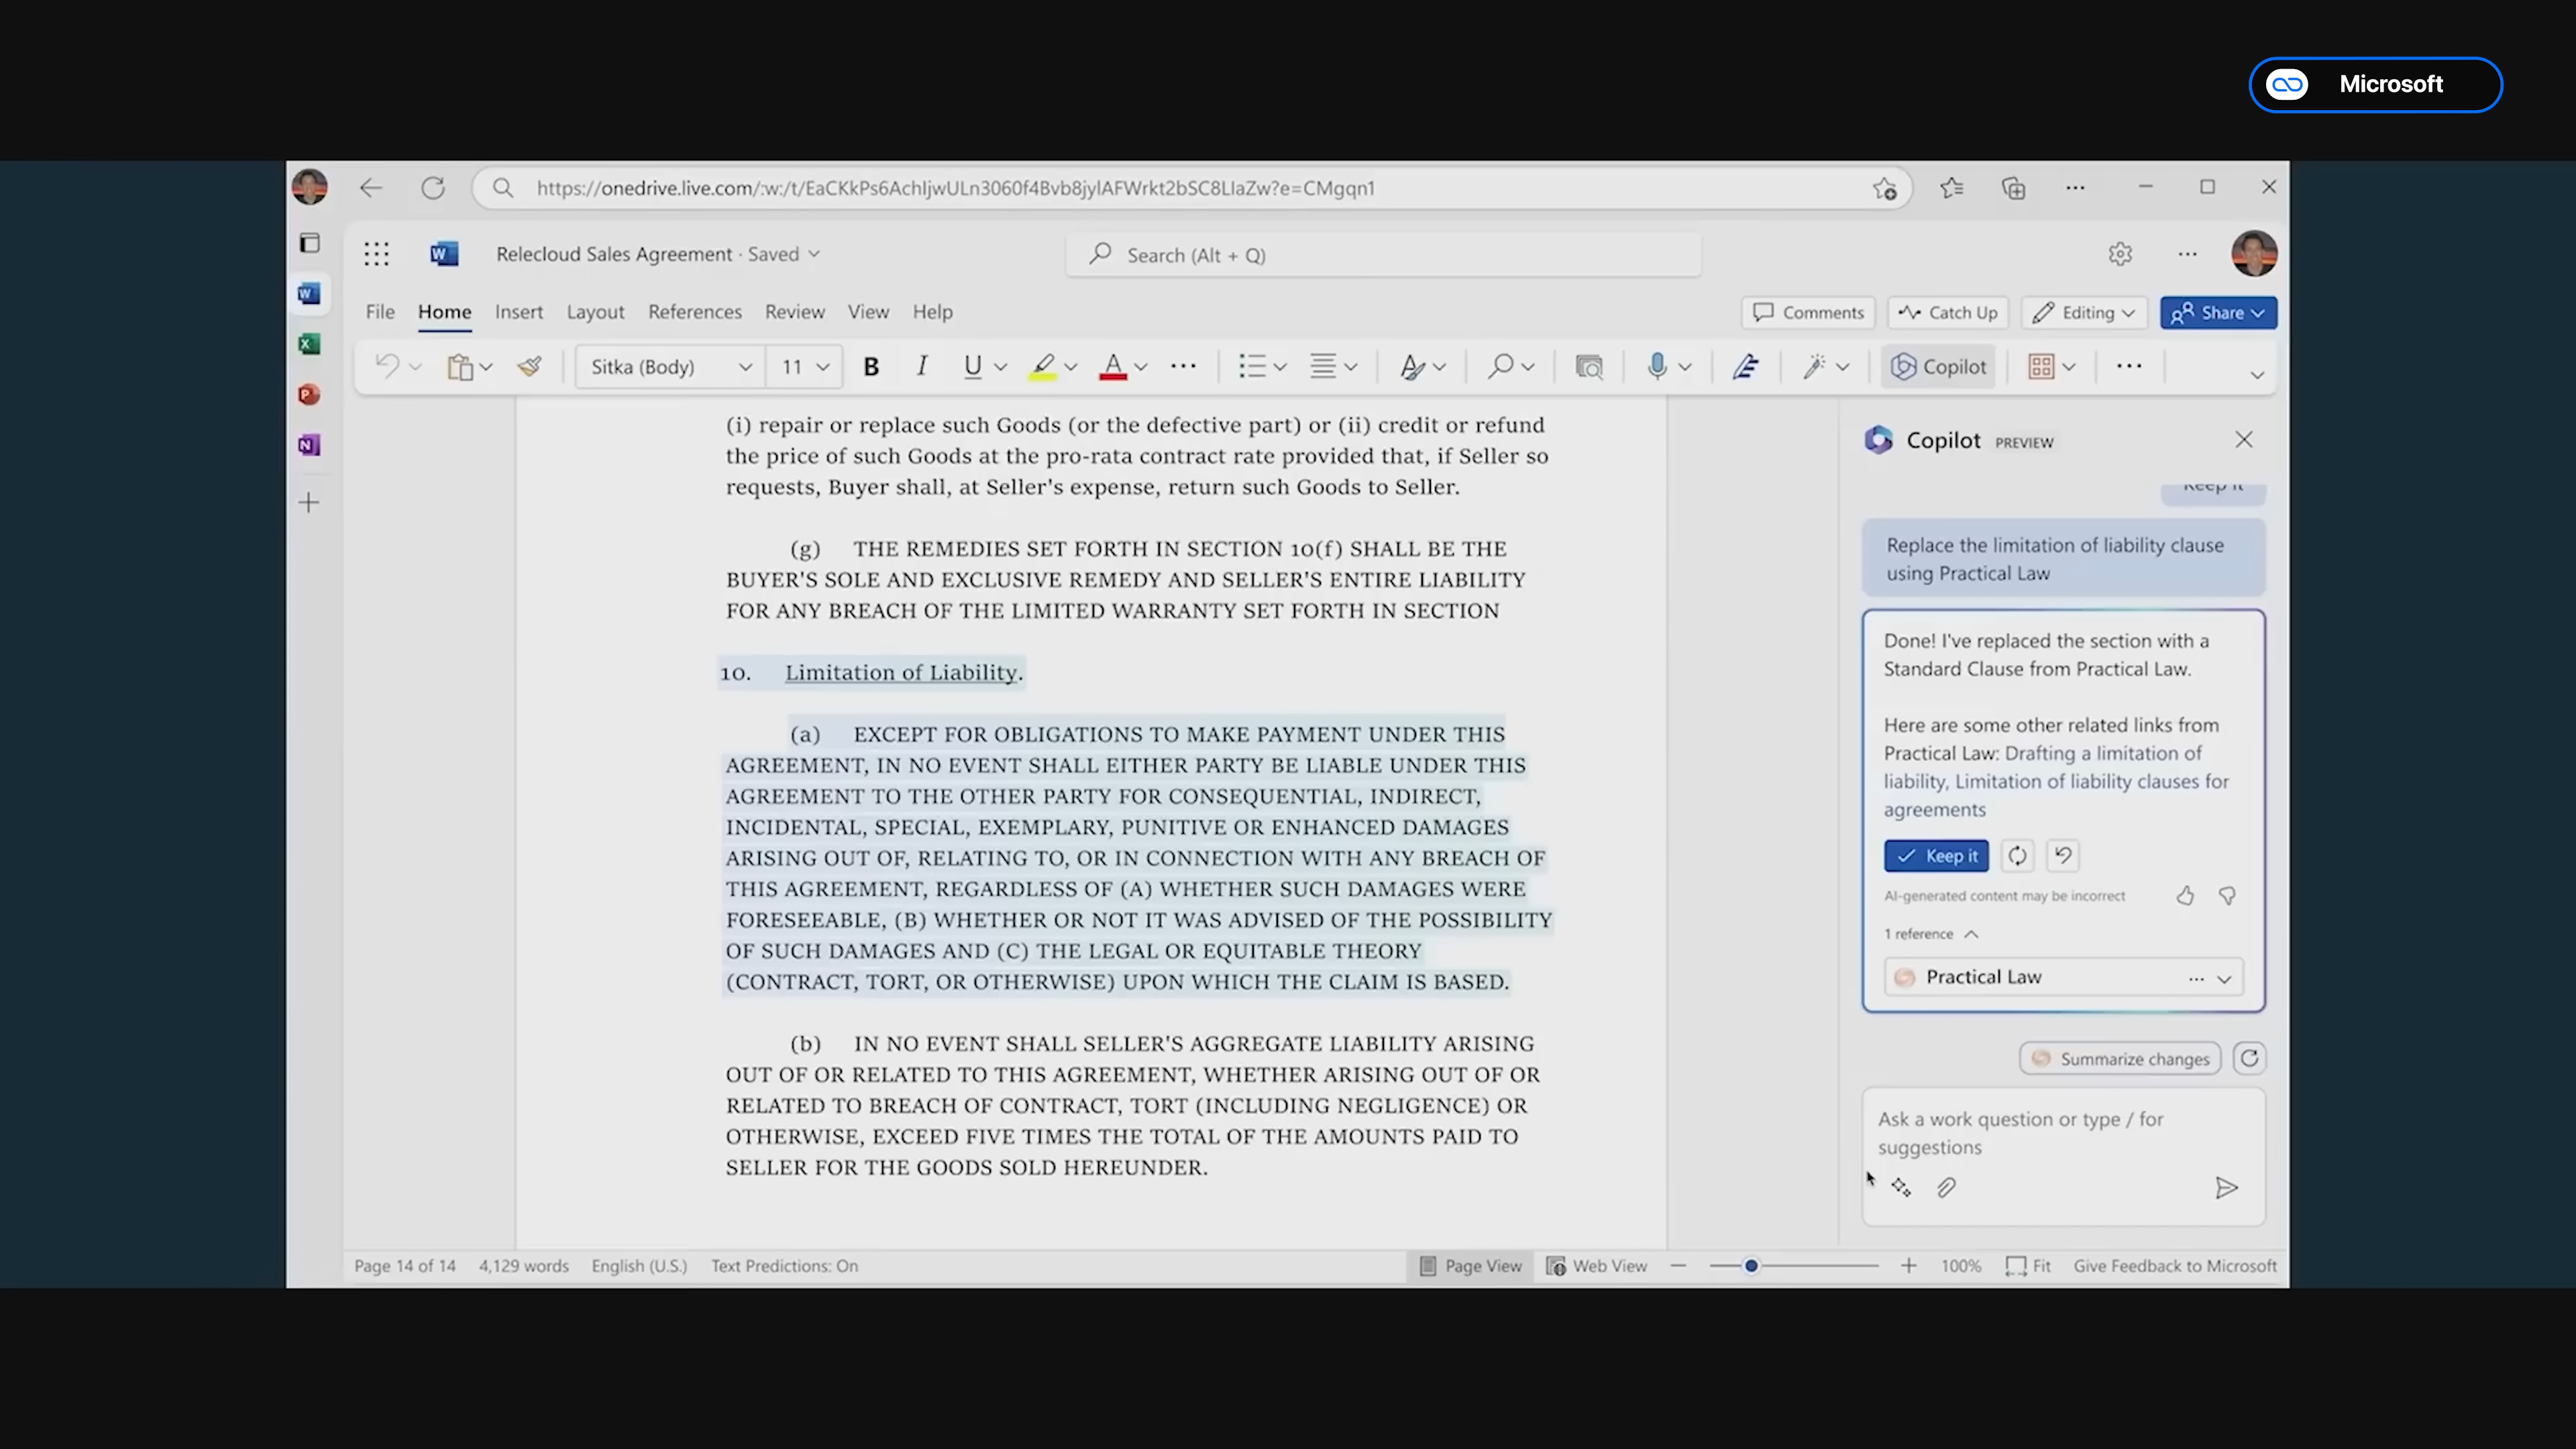 Microsoft
https://onedrive.live.com/:w:/t/EaCKkPs6AchljwULn3060f4Bvb8jylAFWrkt2bSC8LlaZw?e=CMgqn1
Relecloud Sales Agreement · Saved
Search (Alt + Q)
File Home Insert Layout References Review View Help
Comments Catch Up Editing Share
Sitka (Body) 11 B I U A Copilot
(i) repair or replace such Goods (or the defective part) or (ii) credit or refund
the price of such Goods at the pro-rata contract rate provided that, if Seller so
requests, Buyer shall, at Seller's expense, return such Goods to Seller.
(g) THE REMEDIES SET FORTH IN SECTION 10(f) SHALL BE THE
BUYER'S SOLE AND EXCLUSIVE REMEDY AND SELLER'S ENTIRE LIABILITY
FOR ANY BREACH OF THE LIMITED WARRANTY SET FORTH IN SECTION
10. Limitation of Liability.
(a) EXCEPT FOR OBLIGATIONS TO MAKE PAYMENT UNDER THIS
AGREEMENT, IN NO EVENT SHALL EITHER PARTY BE LIABLE UNDER THIS
AGREEMENT TO THE OTHER PARTY FOR CONSEQUENTIAL, INDIRECT,
INCIDENTAL, SPECIAL, EXEMPLARY, PUNITIVE OR ENHANCED DAMAGES
ARISING OUT OF, RELATING TO, OR IN CONNECTION WITH ANY BREACH OF
THIS AGREEMENT, REGARDLESS OF (A) WHETHER SUCH DAMAGES WERE
FORESEEABLE, (B) WHETHER OR NOT IT WAS ADVISED OF THE POSSIBILITY
OF SUCH DAMAGES AND (C) THE LEGAL OR EQUITABLE THEORY
(CONTRACT, TORT, OR OTHERWISE) UPON WHICH THE CLAIM IS BASED.
(b) IN NO EVENT SHALL SELLER'S AGGREGATE LIABILITY ARISING
OUT OF OR RELATED TO THIS AGREEMENT, WHETHER ARISING OUT OF OR
RELATED TO BREACH OF CONTRACT, TORT (INCLUDING NEGLIGENCE) OR
OTHERWISE, EXCEED FIVE TIMES THE TOTAL OF THE AMOUNTS PAID TO
SELLER FOR THE GOODS SOLD HEREUNDER.
Copilot PREVIEW
Keep it
Replace the limitation of liability clause
using Practical Law
Done! I've replaced the section with a
Standard Clause from Practical Law.
Here are some other related links from
Practical Law: Drafting a limitation of
liability, Limitation of liability clauses for
agreements
Keep it
AI-generated content may be incorrect
1 reference
Practical Law
Summarize changes
Ask a work question or type / for
suggestions
Page 14 of 14 4,129 words English (U.S.) Text Predictions: On
Page View Web View 100% Fit Give Feedback to Microsoft